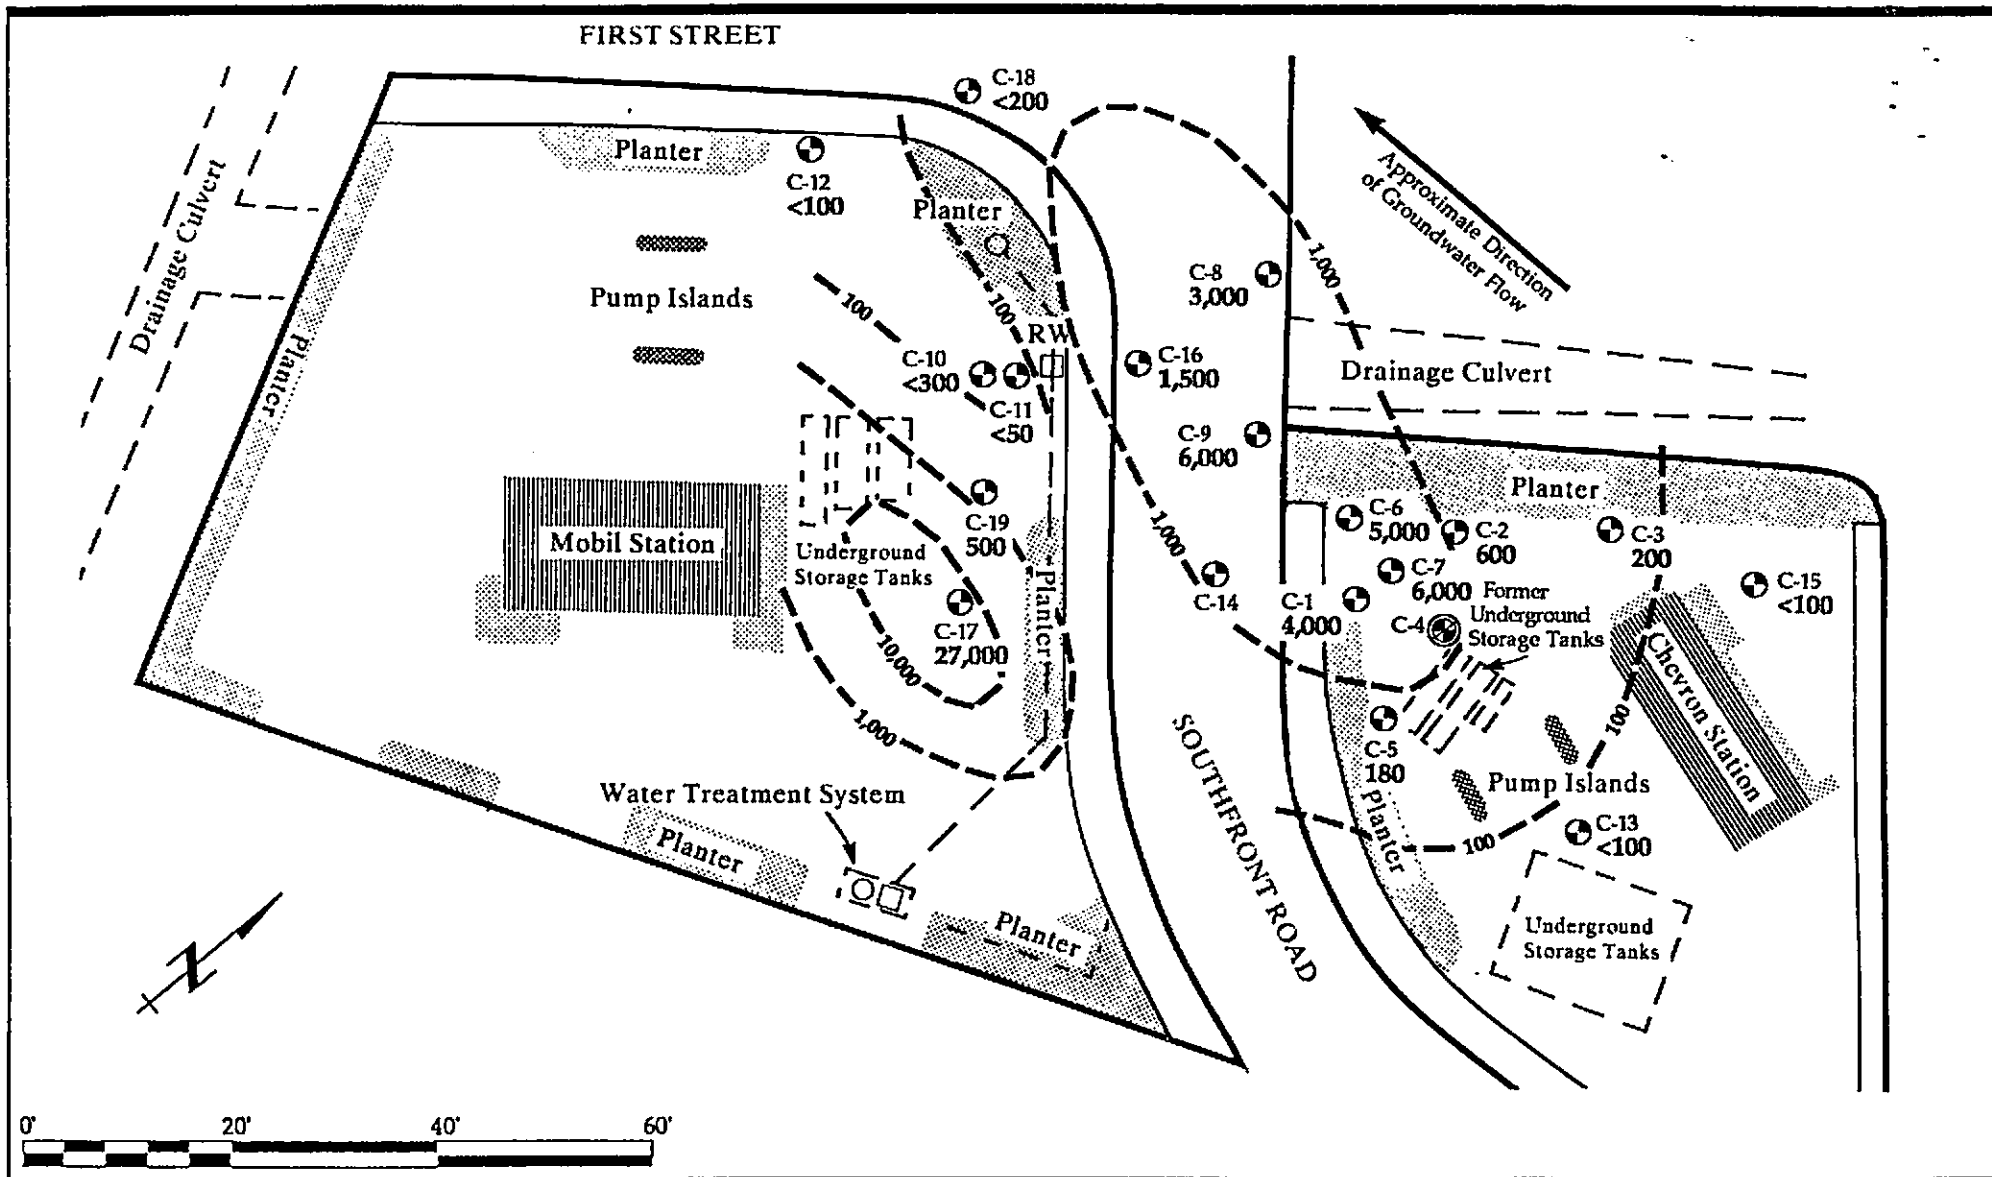 FIRST STREET
C-18
<200
Planter
C-12
<100
Planter
Drainage Culvert
Approximate Direction
of Groundwater Flow
1,000
C-8
3,000
Pump Islands
100
100
RW
Planter
C-10
<300
C-11
<50
C-16
1,500
Drainage Culvert
C-9
6,000
Planter
C-6
5,000
C-2
600
C-3
200
C-19
500
Mobil Station
Underground
Storage Tanks
1,000
C-7
6,000
C-15
<100
C-14
C-1
4,000
Former
Underground
Storage Tanks
C-4
Planter
C-17
27,000
10,000
1,000
Chevron Station
100
C-5
180
Pump Islands
SOUTHFRONT ROAD
Water Treatment System
Planter
Planter
100
C-13
<100
Planter
Underground
Storage Tanks
N
0'
20'
40'
60'